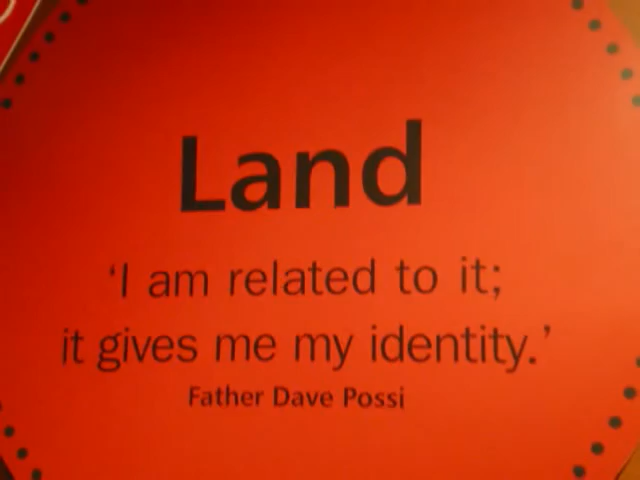 Land
'I am related to it;
it gives me my identity.'
Father Dave Possi